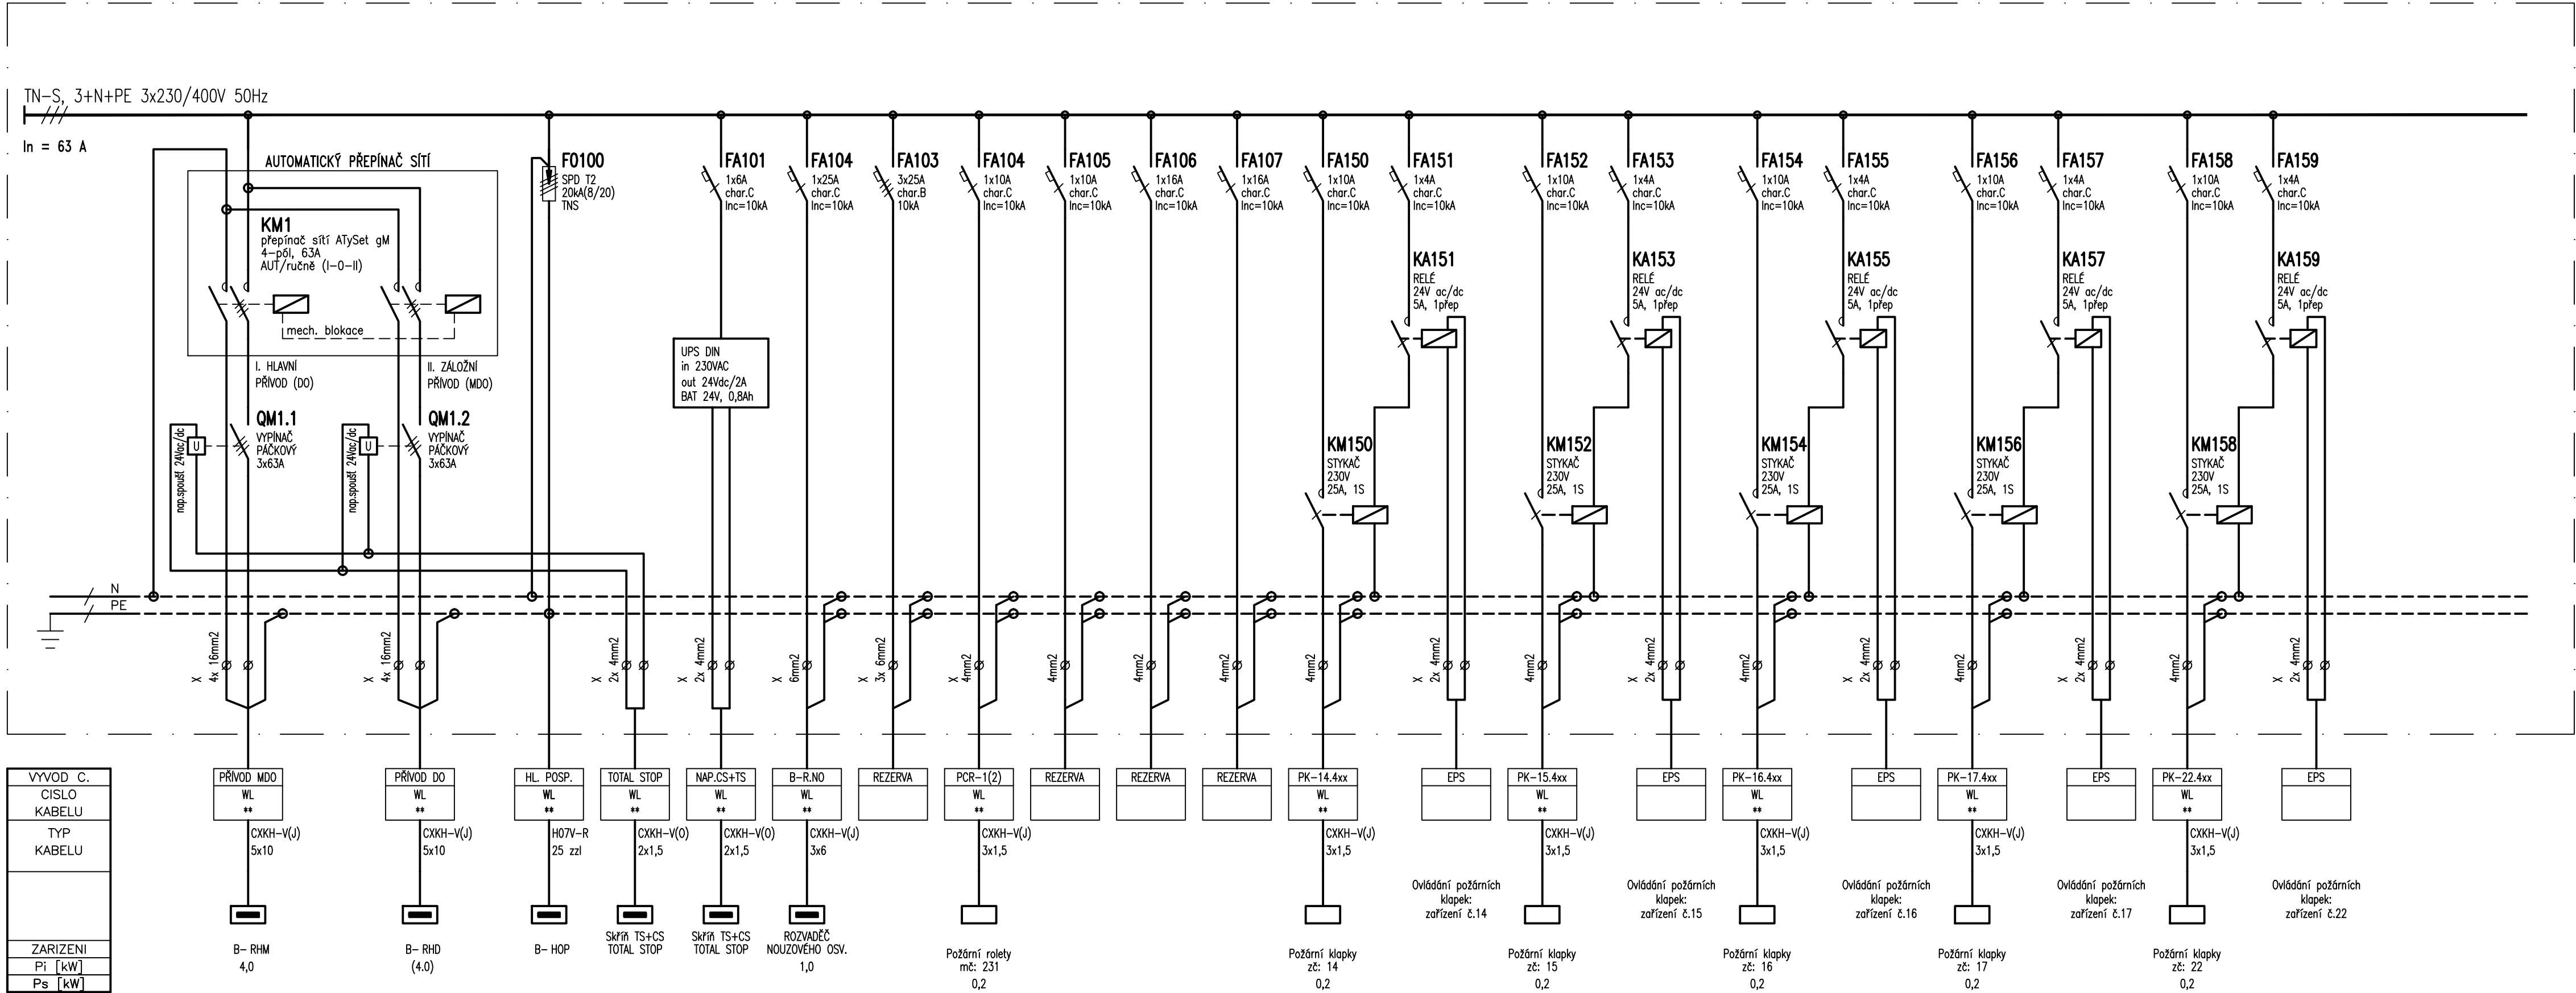 TN-S, 3+N+PE 3x230/400V 50Hz
In = 63 A
AUTOMATICKÝ PŘEPÍNAČ SÍTÍ
KM1
přepínač sítí ATySet gM
4-pól, 63A
AUT/ručně (I-0-II)
mech. blokace
I. HLAVNÍ
PŘÍVOD (DO)
II. ZÁLOŽNÍ
PŘÍVOD (MDO)
nap.spoušť 24Vac/dc
U
QM1.1
VYPÍNAČ
PÁČKOVÝ
3x63A
nap.spoušť 24Vac/dc
U
QM1.2
VYPÍNAČ
PÁČKOVÝ
3x63A
F0100
SPD T2
20kA(8/20)
TNS
FA101
1x6A
char.C
Inc=10kA
UPS DIN
in 230VAC
out 24Vdc/2A
BAT 24V, 0,8Ah
FA104
1x25A
char.C
Inc=10kA
FA103
3x25A
char.B
10kA
FA104
1x10A
char.C
Inc=10kA
FA105
1x10A
char.C
Inc=10kA
FA106
1x16A
char.C
Inc=10kA
FA107
1x16A
char.C
Inc=10kA
FA150
1x10A
char.C
Inc=10kA
FA151
1x4A
char.C
Inc=10kA
FA152
1x10A
char.C
Inc=10kA
FA153
1x4A
char.C
Inc=10kA
FA154
1x10A
char.C
Inc=10kA
FA155
1x4A
char.C
Inc=10kA
FA156
1x10A
char.C
Inc=10kA
FA157
1x4A
char.C
Inc=10kA
FA158
1x10A
char.C
Inc=10kA
FA159
1x4A
char.C
Inc=10kA
KA151
RELÉ
24V ac/dc
5A, 1přep
KA153
RELÉ
24V ac/dc
5A, 1přep
KA155
RELÉ
24V ac/dc
5A, 1přep
KA157
RELÉ
24V ac/dc
5A, 1přep
KA159
RELÉ
24V ac/dc
5A, 1přep
KM150
STYKAČ
230V
25A, 1S
KM152
STYKAČ
230V
25A, 1S
KM154
STYKAČ
230V
25A, 1S
KM156
STYKAČ
230V
25A, 1S
KM158
STYKAČ
230V
25A, 1S
N
PE
X
4x 16mm2
X
4x 16mm2
X
2x 4mm2
X
2x 4mm2
X
6mm2
X
3x 6mm2
X
4mm2
4mm2
4mm2
4mm2
4mm2
X
2x 4mm2
4mm2
X
2x 4mm2
4mm2
X
2x 4mm2
4mm2
X
2x 4mm2
4mm2
X
2x 4mm2
VYVOD C.
CISLO
KABELU
TYP
KABELU
ZARIZENI
Pi [kW]
Ps [kW]
PŘÍVOD MDO
WL
**
CXKH-V(J)
5x10
B- RHM
4,0
PŘÍVOD DO
WL
**
CXKH-V(J)
5x10
B- RHD
(4.0)
HL. POSP.
WL
**
H07V-R
25 zzl
B- HOP
TOTAL STOP
WL
**
CXKH-V(O)
2x1,5
Skříň TS+CS
TOTAL STOP
NAP.CS+TS
WL
**
CXKH-V(O)
2x1,5
Skříň TS+CS
TOTAL STOP
B-R.NO
WL
**
CXKH-V(J)
3x6
ROZVADĚČ
NOUZOVÉHO OSV.
1,0
REZERVA
PCR-1(2)
WL
**
CXKH-V(J)
3x1,5
Požární rolety
mč: 231
0,2
REZERVA
REZERVA
REZERVA
PK-14.4xx
WL
**
CXKH-V(J)
3x1,5
Požární klapky
zč: 14
0,2
EPS
Ovládání požárních
klapek:
zařízení č.14
PK-15.4xx
WL
**
CXKH-V(J)
3x1,5
Požární klapky
zč: 15
0,2
EPS
Ovládání požárních
klapek:
zařízení č.15
PK-16.4xx
WL
**
CXKH-V(J)
3x1,5
Požární klapky
zč: 16
0,2
EPS
Ovládání požárních
klapek:
zařízení č.16
PK-17.4xx
WL
**
CXKH-V(J)
3x1,5
Požární klapky
zč: 17
0,2
EPS
Ovládání požárních
klapek:
zařízení č.17
PK-22.4xx
WL
**
CXKH-V(J)
3x1,5
Požární klapky
zč: 22
0,2
EPS
Ovládání požárních
klapek:
zařízení č.22